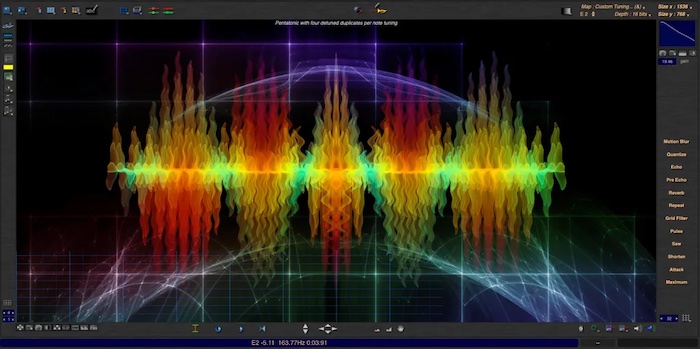 Map : Custom Tuning... (&)
Size x : 1536
E: 2
Depth : 16 bits
Size y : 768
Pentatonic with four detuned duplicates per note tuning
gain
Motion Blur
Quantize
Echo
Pre Echo
Reverb
Repeat
Grid Filter
Pulse
Saw
Shorten
Attack
Maximum
32
E2 -5.11 163.77Hz 0:03:91